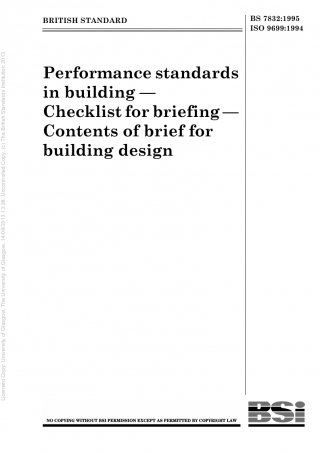 BRITISH STANDARD
BS 7832:1995
ISO 9699:1994
Performance standards
in building —
Checklist for briefing —
Contents of brief for
building design
Licensed Copy: University of Glasgow, The University of Glasgow, 14/03/2013 13:38, Uncontrolled Copy, (c) The British Standards Institution 2013
NO COPYING WITHOUT BSI PERMISSION EXCEPT AS PERMITTED BY COPYRIGHT LAW
BSi